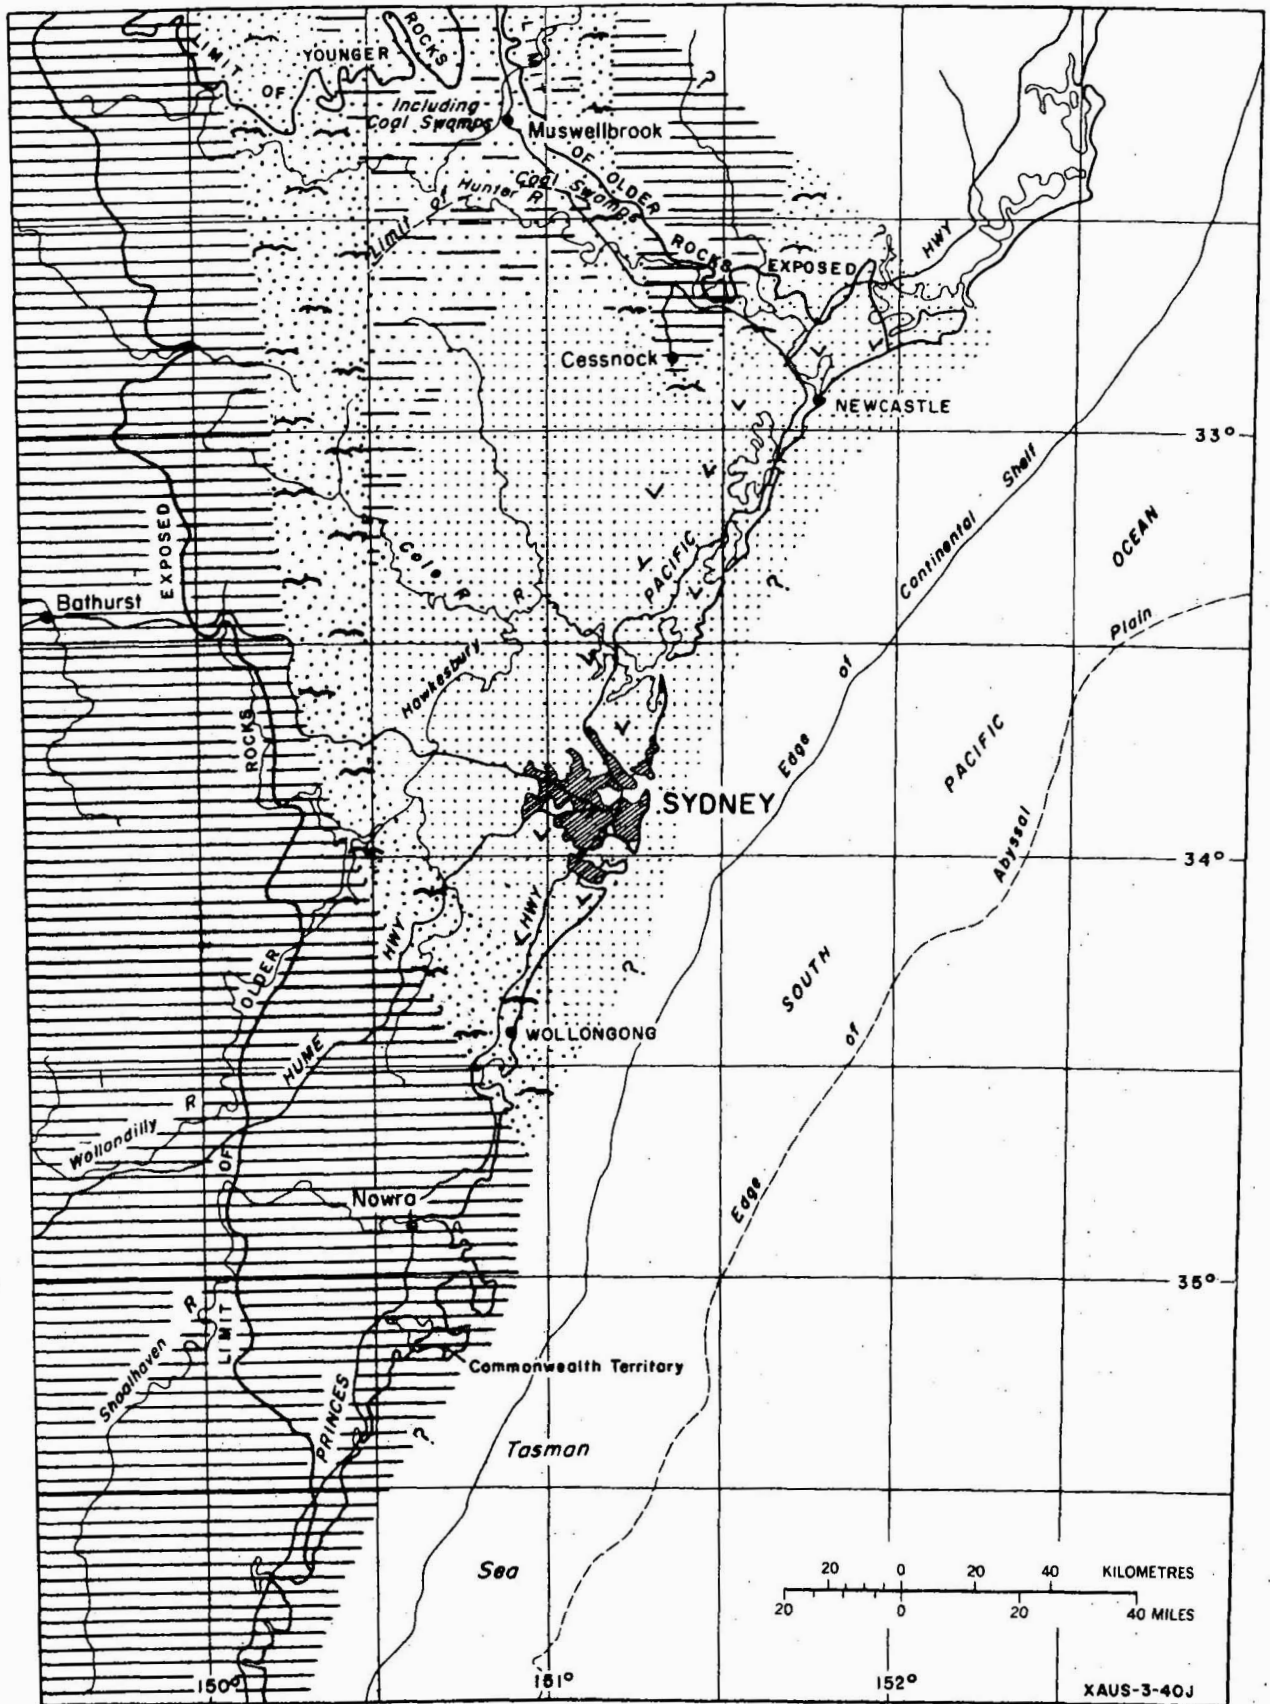 LIMIT OF YOUNGER ROCKS
LIMIT
Including
Coal Swamps
Muswellbrook
OF OLDER
ROCKS EXPOSED
Coal Swamps
Hunter R
Limit of
HWY
Cessnock
NEWCASTLE
33°
Edge of Continental Shelf
PACIFIC
SOUTH PACIFIC OCEAN
Colo R
R
Hawkesbury
?
?
?
?
?
EXPOSED
Bathurst
Edge of Abyssal Plain
ROCKS
SYDNEY
34°
HWY
HWY
OLDER
WOLLONGONG
HUME
Wollondilly R
OF
Nowra
35°
LIMIT
Shoalhaven R
Commonwealth Territory
PRINCES
Tasman
Sea
20 0 20 40 KILOMETRES
20 0 20 40 MILES
150° 151° 152°
XAUS-3-40J